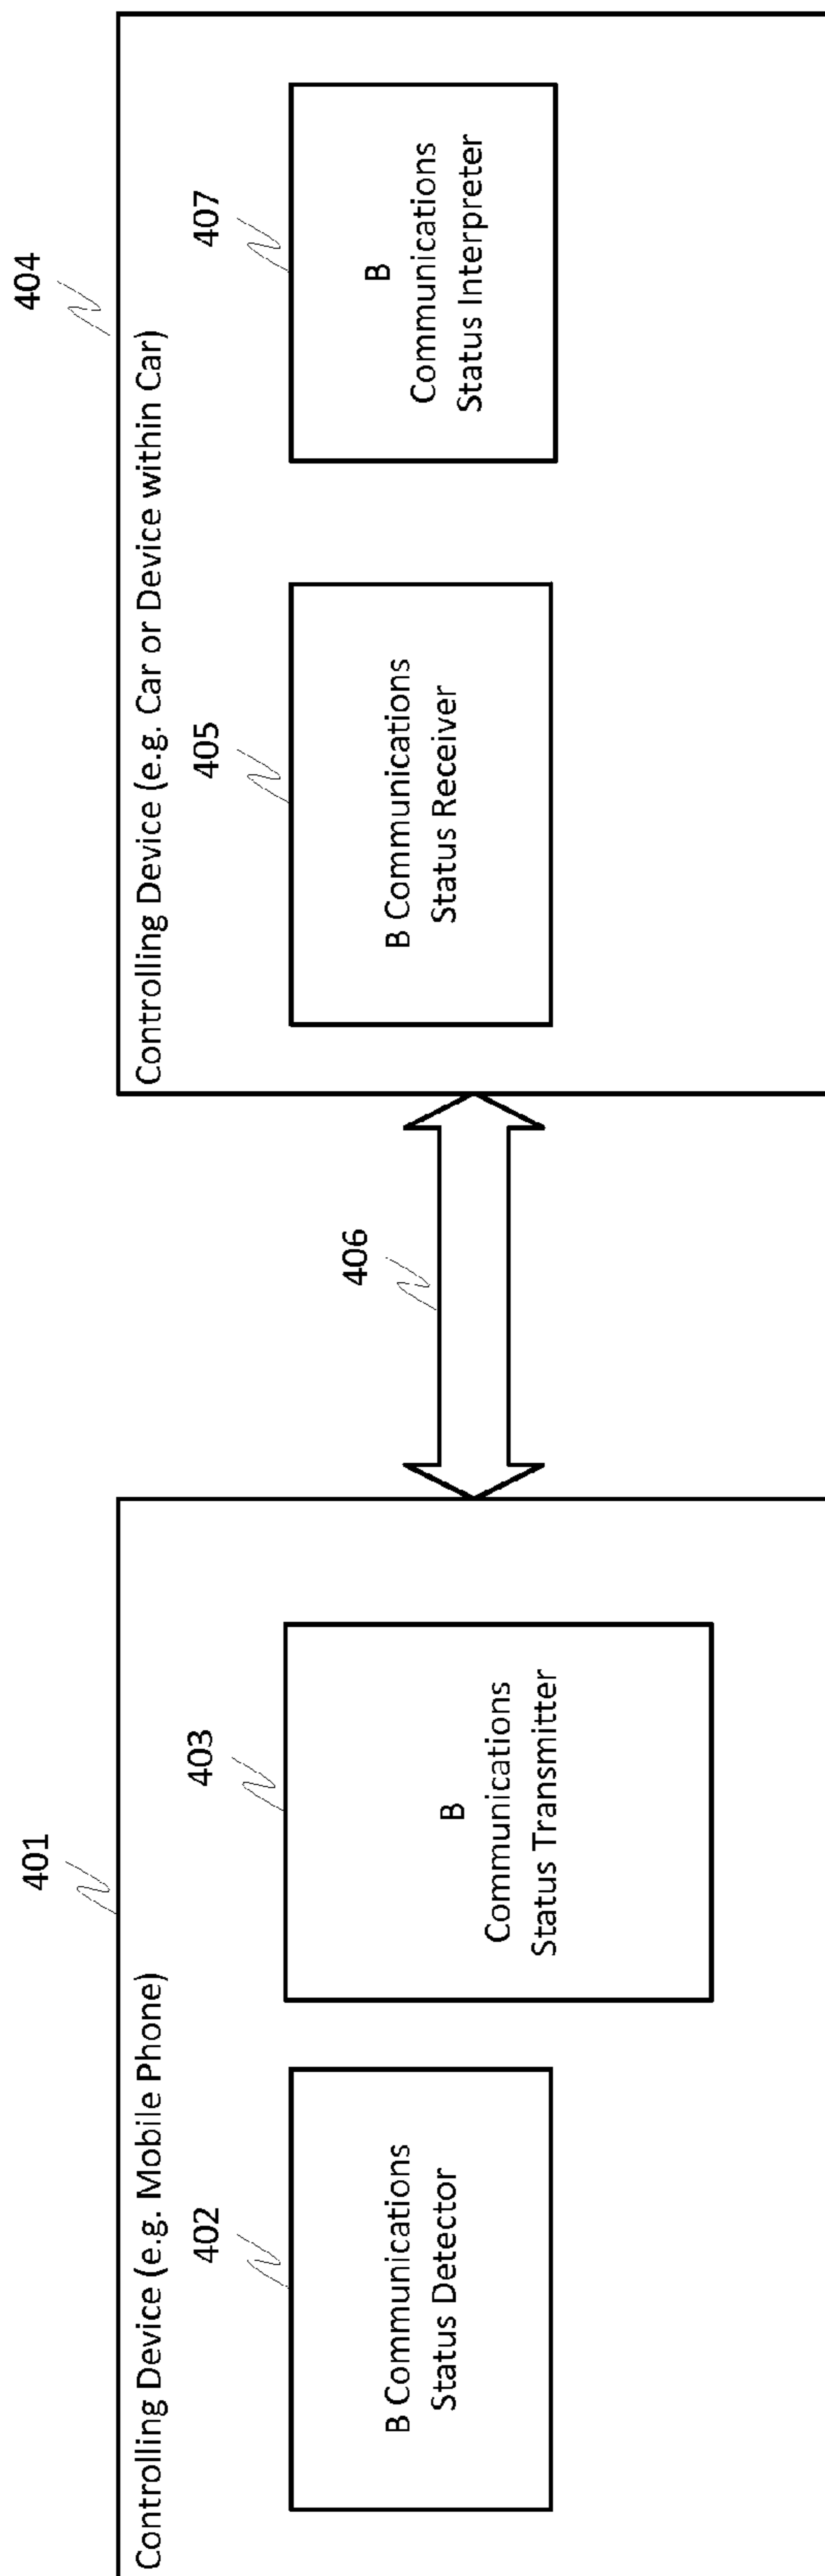 401
Controlling Device (e.g. Mobile Phone)
402
B Communications
Status Detector
403
B
Communications
Status Transmitter
406
404
Controlling Device (e.g. Car or Device within Car)
405
B Communications
Status Receiver
407
B
Communications
Status Interpreter